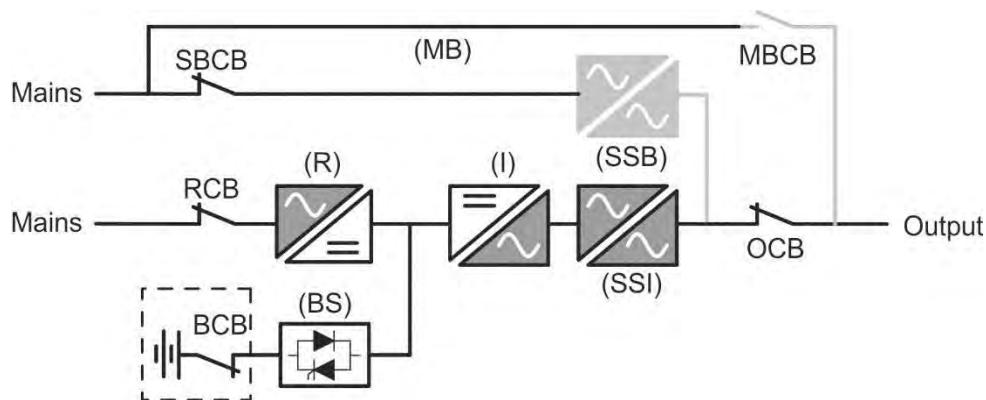 (MB)
MBCB
SBCB
Mains
(SSB)
(R)
(I)
RCB
Mains
Output
OCB
(SSI)
(BS)
BCB